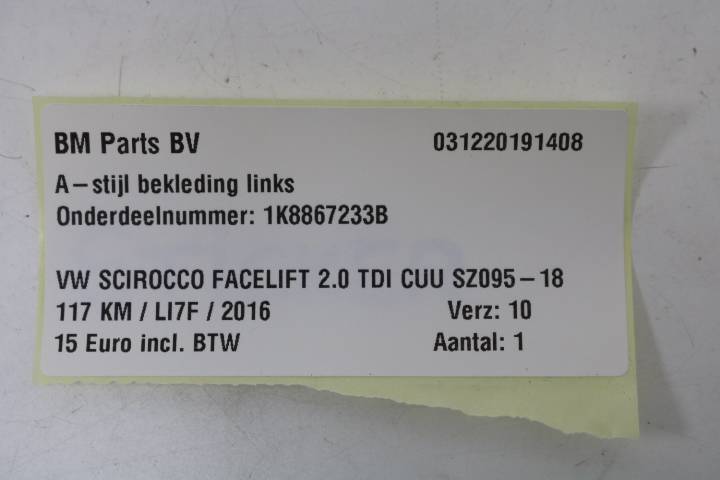 BM Parts BV 031220191408
A-stijl bekleding links
Onderdeelnummer: 1K8867233B
VW SCIROCCO FACELIFT 2.0 TDI CUU SZ095-18
117 KM / LI7F / 2016 Verz: 10
15 Euro incl. BTW Aantal: 1